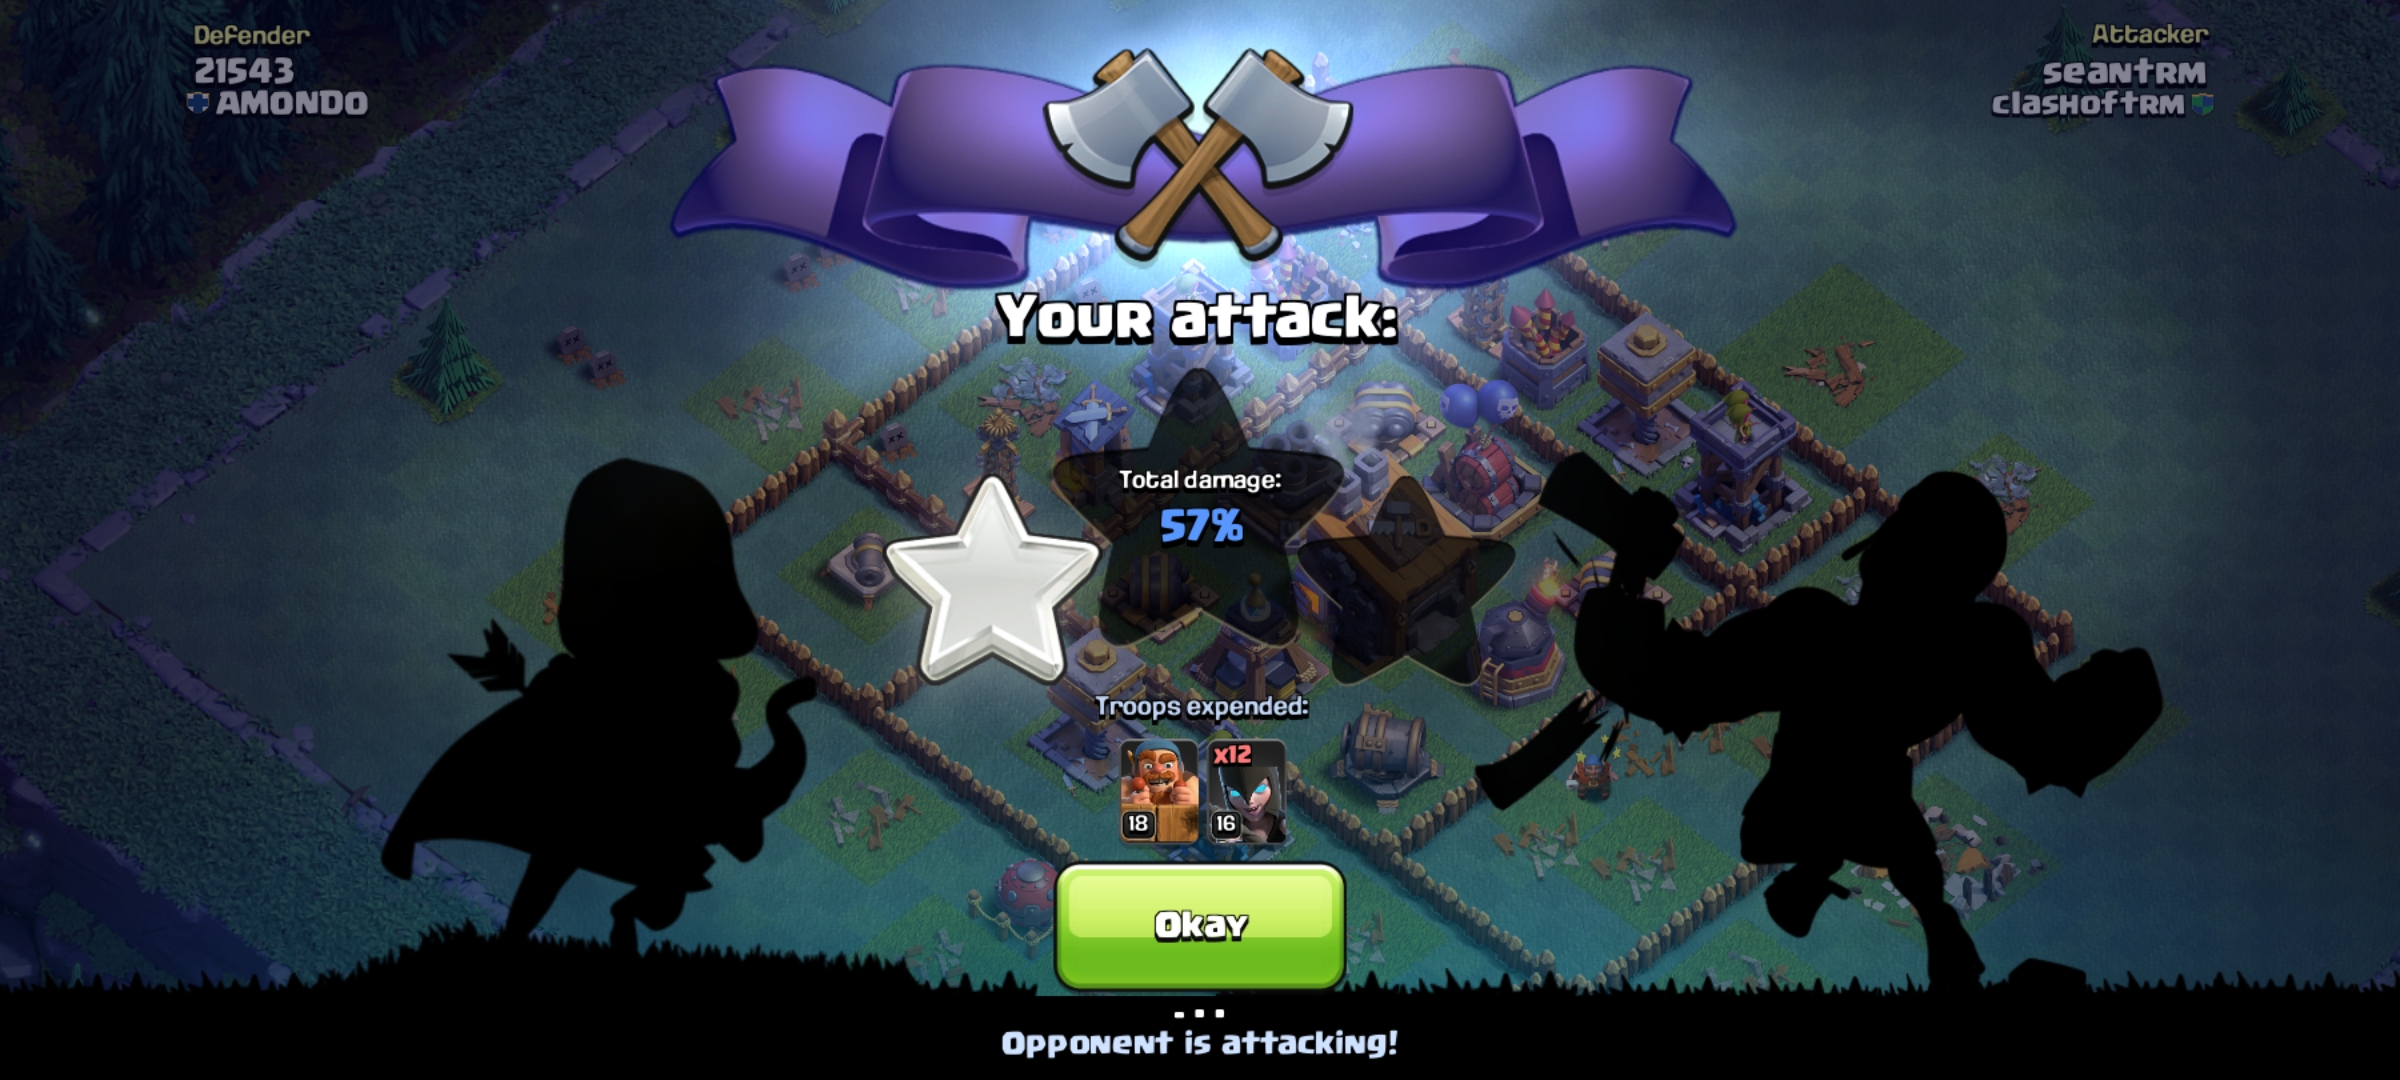 Defender
21543
AMONDO
Attacker
seantRM
clashoftRM
Your attack:
Total damage:
57%
Troops expended:
x12
18
16
Okay
...
Opponent is attacking!